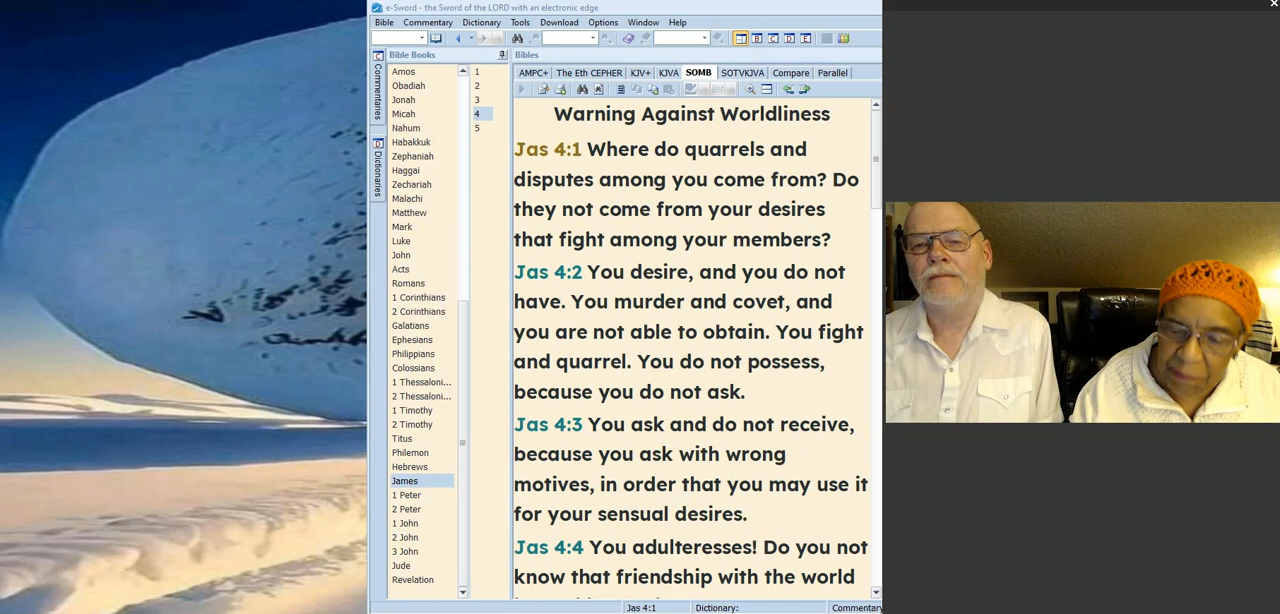 e-Sword - the Sword of the LORD with an electronic edge
Bible Commentary Dictionary Tools Download Options Window Help
B C D E
Bible Books
Bibles
C Commentaries
D Dictionaries
Amos
Obadiah
Jonah
Micah
Nahum
Habakkuk
Zephaniah
Haggai
Zechariah
Malachi
Matthew
Mark
Luke
John
Acts
Romans
1 Corinthians
2 Corinthians
Galatians
Ephesians
Philippians
Colossians
1 Thessaloni...
2 Thessaloni...
1 Timothy
2 Timothy
Titus
Philemon
Hebrews
James
1 Peter
2 Peter
1 John
2 John
3 John
Jude
Revelation
1
2
3
4
5
AMPC+ The Eth CEPHER KJV+ KJVA SOMB SOTVKJVA Compare Parallel
Warning Against Worldliness
Jas 4:1 Where do quarrels and
disputes among you come from? Do
they not come from your desires
that fight among your members?
Jas 4:2 You desire, and you do not
have. You murder and covet, and
you are not able to obtain. You fight
and quarrel. You do not possess,
because you do not ask.
Jas 4:3 You ask and do not receive,
because you ask with wrong
motives, in order that you may use it
for your sensual desires.
Jas 4:4 You adulteresses! Do you not
know that friendship with the world
Jas 4:1 Dictionary: Commentary